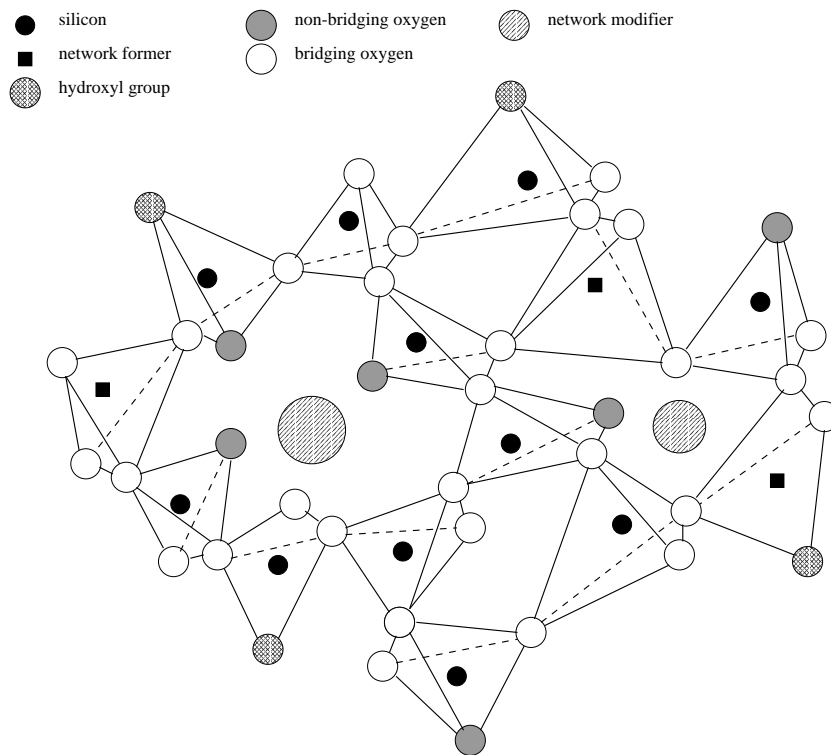 silicon
non-bridging oxygen
network modifier
network former
bridging oxygen
hydroxyl group